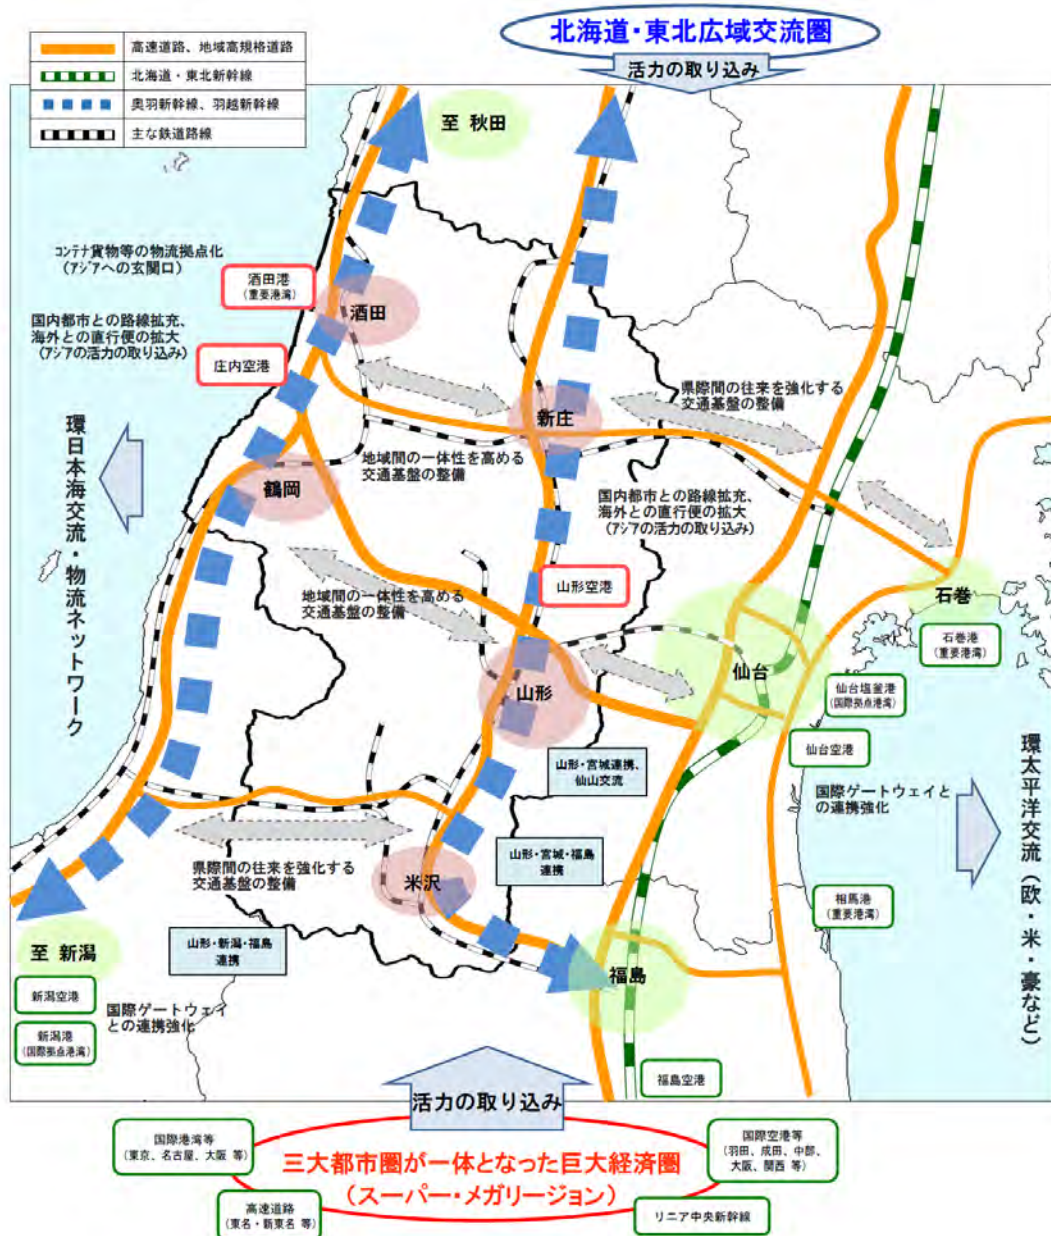 北海道・東北広域交流圏
活力の取り込み
高速道路、地域高規格道路
北海道・東北新幹線
奥羽新幹線、羽越新幹線
主な鉄道路線
至 秋田
コンテナ貨物等の物流拠点化
（アジアへの玄関口）
酒田港
（重要港湾）
酒田
国内都市との路線拡充、
海外との直行便の拡大
（アジアの活力の取り込み）
庄内空港
県際間の往来を強化する
交通基盤の整備
新庄
環日本海交流・物流ネットワーク
地域間の一体性を高める
交通基盤の整備
鶴岡
国内都市との路線拡充、
海外との直行便の拡大
（アジアの活力の取り込み）
山形空港
地域間の一体性を高める
交通基盤の整備
石巻
石巻港
（重要港湾）
仙台
仙台塩釜港
（国際拠点港湾）
仙台空港
山形
山形・宮城連携、
仙山交流
国際ゲートウェイと
の連携強化
環太平洋交流（欧・米・豪など）
山形・宮城・福島
連携
県際間の往来を強化する
交通基盤の整備
米沢
相馬港
（重要港湾）
山形・新潟・福島
連携
至 新潟
福島
新潟空港
新潟港
（国際拠点港湾）
国際ゲートウェイ
との連携強化
福島空港
活力の取り込み
国際港湾等
（東京、名古屋、大阪 等）
国際空港等
（羽田、成田、中部、
大阪、関西 等）
三大都市圏が一体となった巨大経済圏
（スーパー・メガリージョン）
高速道路
（東名・新東名 等）
リニア中央新幹線